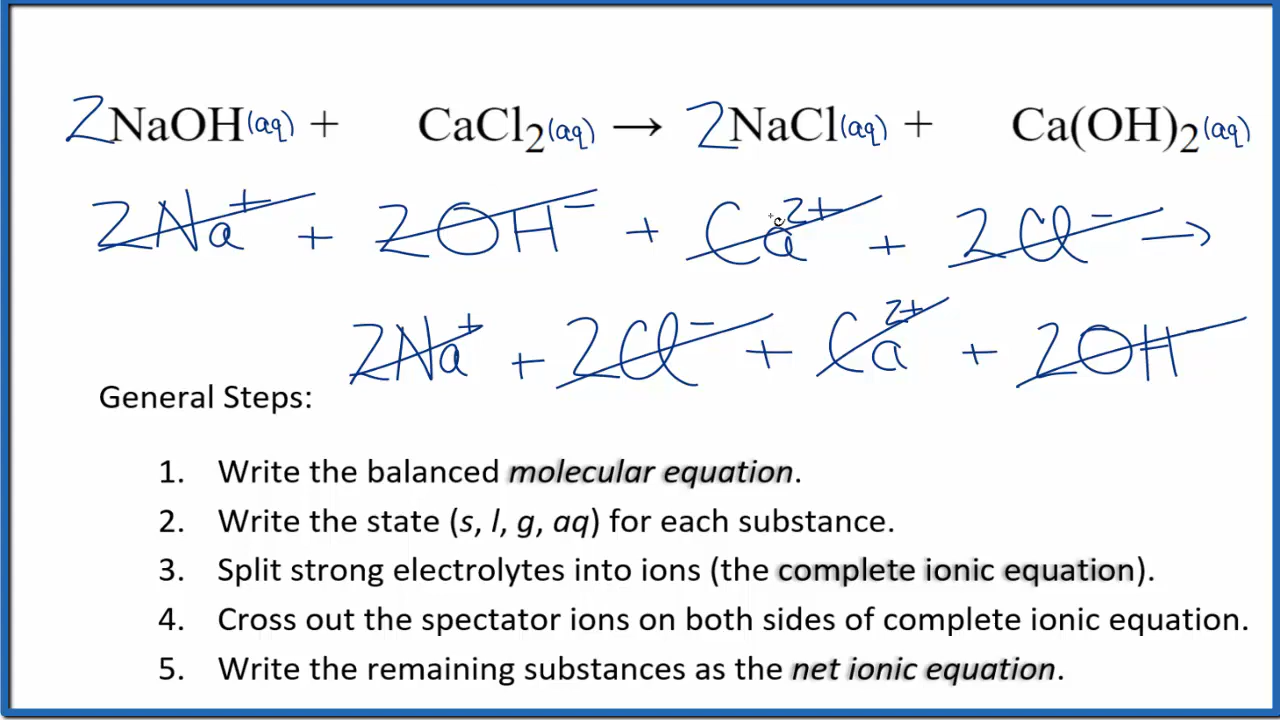 2NaOH(aq) + CaCl₂(aq) → 2NaCl(aq) + Ca(OH)₂(aq)
2Na⁺ + 2OH⁻ + Ca²⁺ + 2Cl⁻ →
2Na⁺ + 2Cl⁻ + Ca²⁺ + 2OH⁻
General Steps:
1. Write the balanced molecular equation.
2. Write the state (s, l, g, aq) for each substance.
3. Split strong electrolytes into ions (the complete ionic equation).
4. Cross out the spectator ions on both sides of complete ionic equation.
5. Write the remaining substances as the net ionic equation.